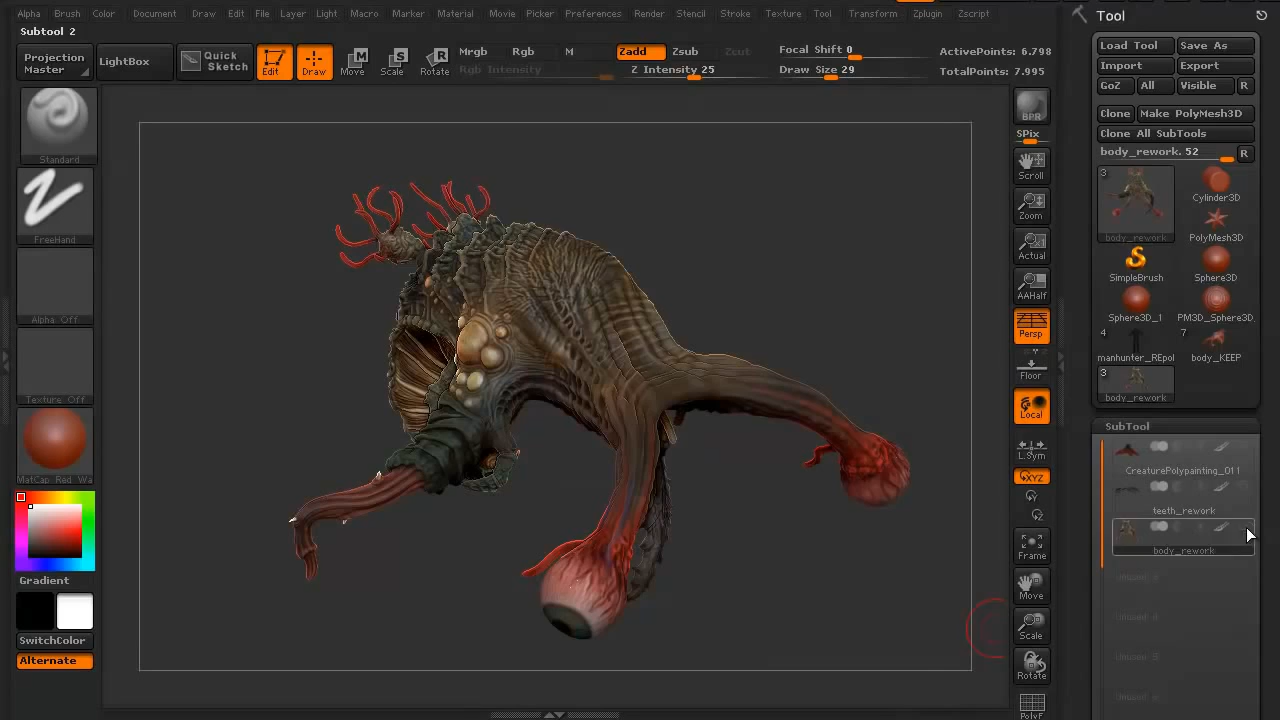 Alpha Brush Color Document Draw Edit File Layer Light Macro Marker Material Movie Picker Preferences Render Stencil Stroke Texture Tool Transform Zplugin Zscript
Subtool 2
Projection Master
LightBox
Quick Sketch
Edit
Draw
Move
Scale
Rotate
Mrgb Rgb M
Rgb Intensity
Zadd Zsub Zcut
Z Intensity 25
Focal Shift 0
Draw Size 29
ActivePoints: 6.798
TotalPoints: 7.995
Standard
FreeHand
Alpha Off
Texture Off
MatCap Red Wa
Gradient
SwitchColor
Alternate
BPR
SPix
Scroll
Zoom
Actual
AAHalf
Persp
Floor
Local
L.Sym
XYZ
Y
Z
Frame
Move
Scale
Rotate
PolyF
Tool
Load Tool Save As
Import Export
GoZ All Visible R
Clone Make PolyMesh3D
Clone All SubTools
body_rework. 52 R
3
body_rework
Cylinder3D
PolyMesh3D
SimpleBrush
Sphere3D
Sphere3D_1
PM3D_Sphere3D
4
manhunter_REpol
7
body_KEEP
3
body_rework
SubTool
CreaturePolypainting_011
teeth_rework
body_rework